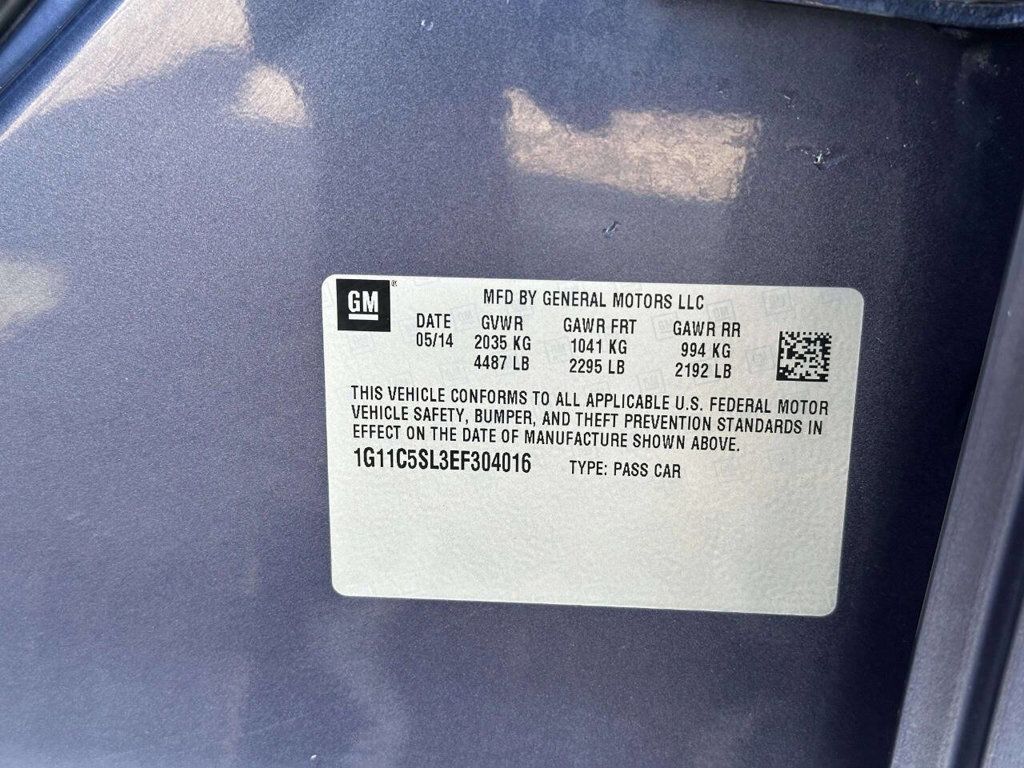 GM®
MFD BY GENERAL MOTORS LLC
DATE GVWR GAWR FRT GAWR RR
05/14 2035 KG 1041 KG 994 KG
4487 LB 2295 LB 2192 LB
THIS VEHICLE CONFORMS TO ALL APPLICABLE U.S. FEDERAL MOTOR
VEHICLE SAFETY, BUMPER, AND THEFT PREVENTION STANDARDS IN
EFFECT ON THE DATE OF MANUFACTURE SHOWN ABOVE.
1G11C5SL3EF304016 TYPE: PASS CAR